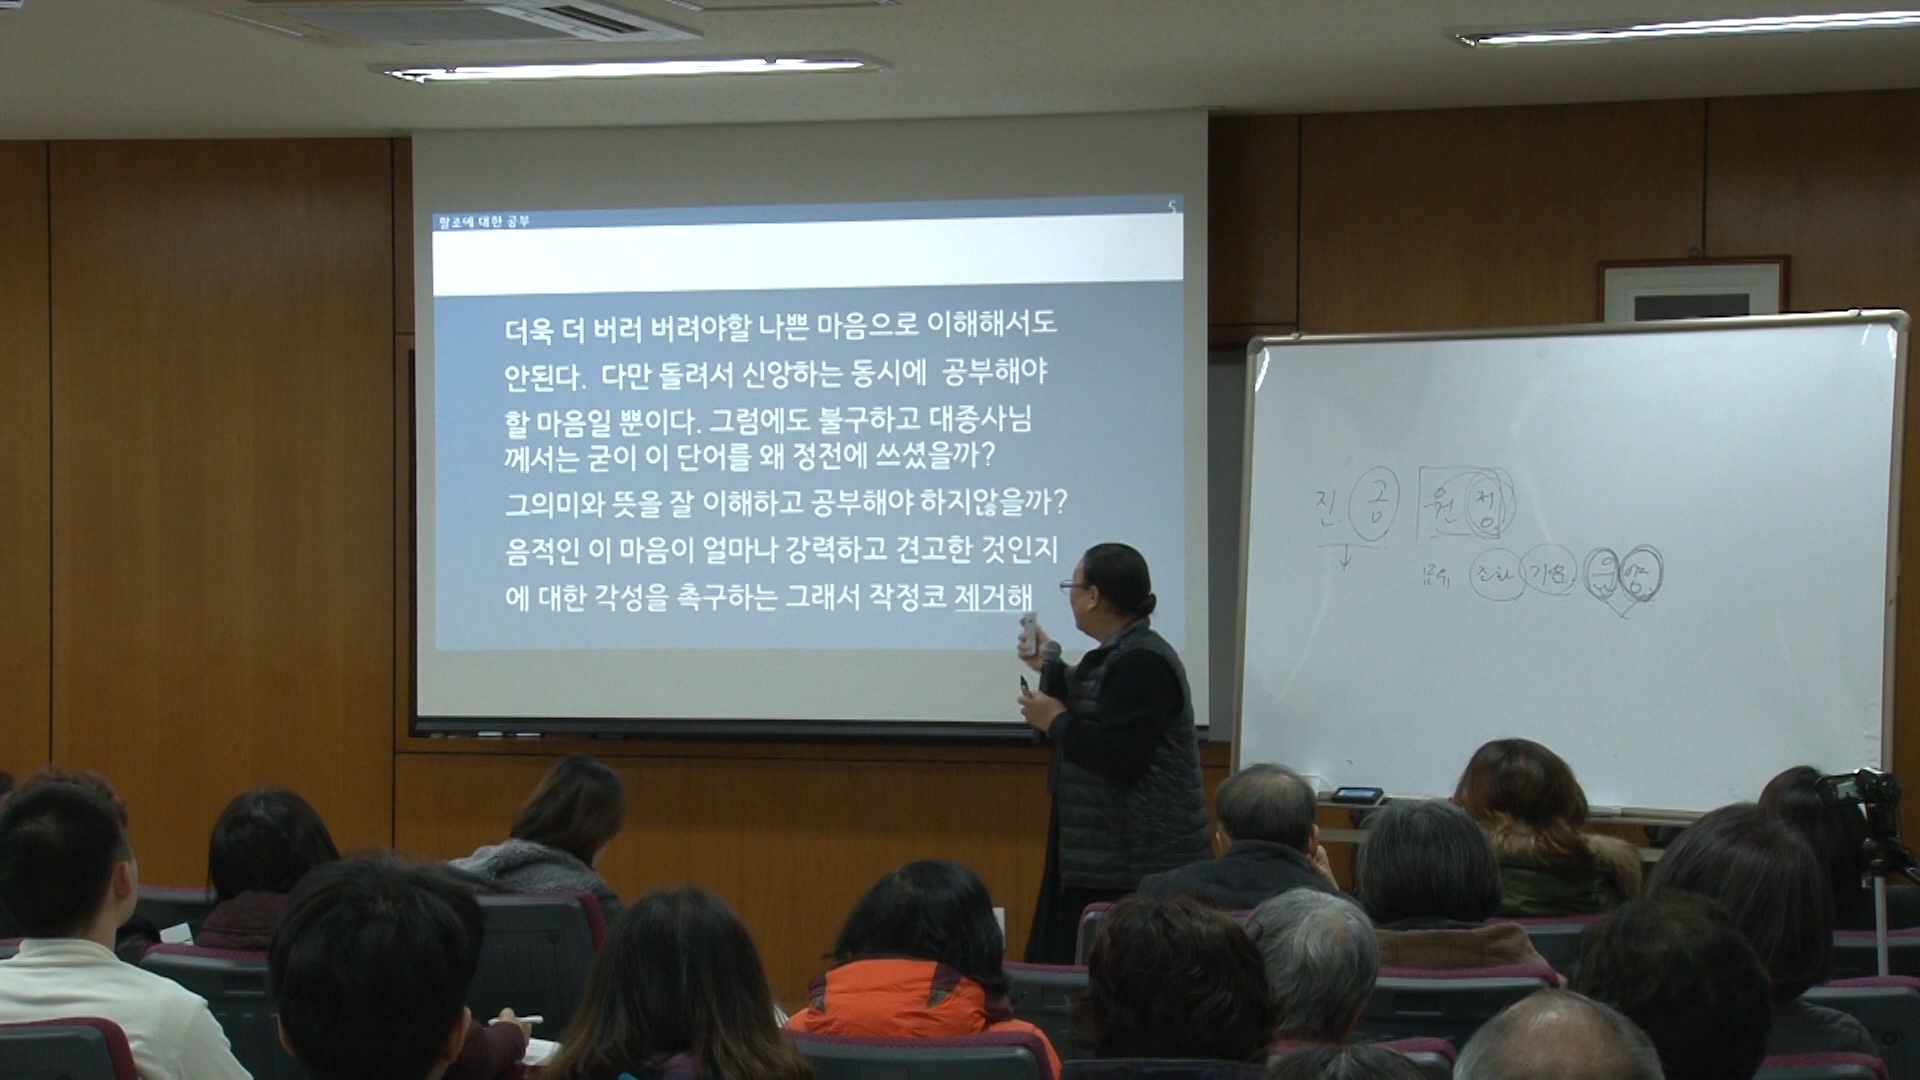 말조에 대한 공부
5
더욱 더 버러 버려야할 나쁜 마음으로 이해해서도
안된다. 다만 돌려서 신앙하는 동시에 공부해야
할 마음일 뿐이다. 그럼에도 불구하고 대종사님
께서는 굳이 이 단어를 왜 정전에 쓰셨을까?
그의미와 뜻을 잘 이해하고 공부해야 하지않을까?
음적인 이 마음이 얼마나 강력하고 견고한 것인지
에 대한 각성을 촉구하는 그래서 작정코 제거해
진 공 원 정
조화 기운 음 양